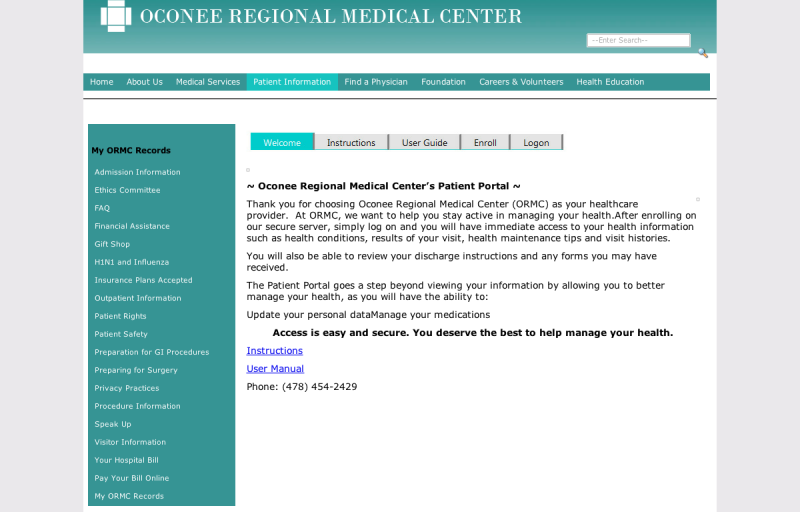 OCONEE REGIONAL MEDICAL CENTER
--Enter Search--
Home About Us Medical Services Patient Information Find a Physician Foundation Careers & Volunteers Health Education
My ORMC Records
Admission Information
Ethics Committee
FAQ
Financial Assistance
Gift Shop
H1N1 and Influenza
Insurance Plans Accepted
Outpatient Information
Patient Rights
Patient Safety
Preparation for GI Procedures
Preparing for Surgery
Privacy Practices
Procedure Information
Speak Up
Visitor Information
Your Hospital Bill
Pay Your Bill Online
My ORMC Records
Welcome Instructions User Guide Enroll Logon
~ Oconee Regional Medical Center’s Patient Portal ~
Thank you for choosing Oconee Regional Medical Center (ORMC) as your healthcare
provider. At ORMC, we want to help you stay active in managing your health.After enrolling on
our secure server, simply log on and you will have immediate access to your health information
such as health conditions, results of your visit, health maintenance tips and visit histories.
You will also be able to review your discharge instructions and any forms you may have
received.
The Patient Portal goes a step beyond viewing your information by allowing you to better
manage your health, as you will have the ability to:
Update your personal dataManage your medications
Access is easy and secure. You deserve the best to help manage your health.
Instructions
User Manual
Phone: (478) 454-2429